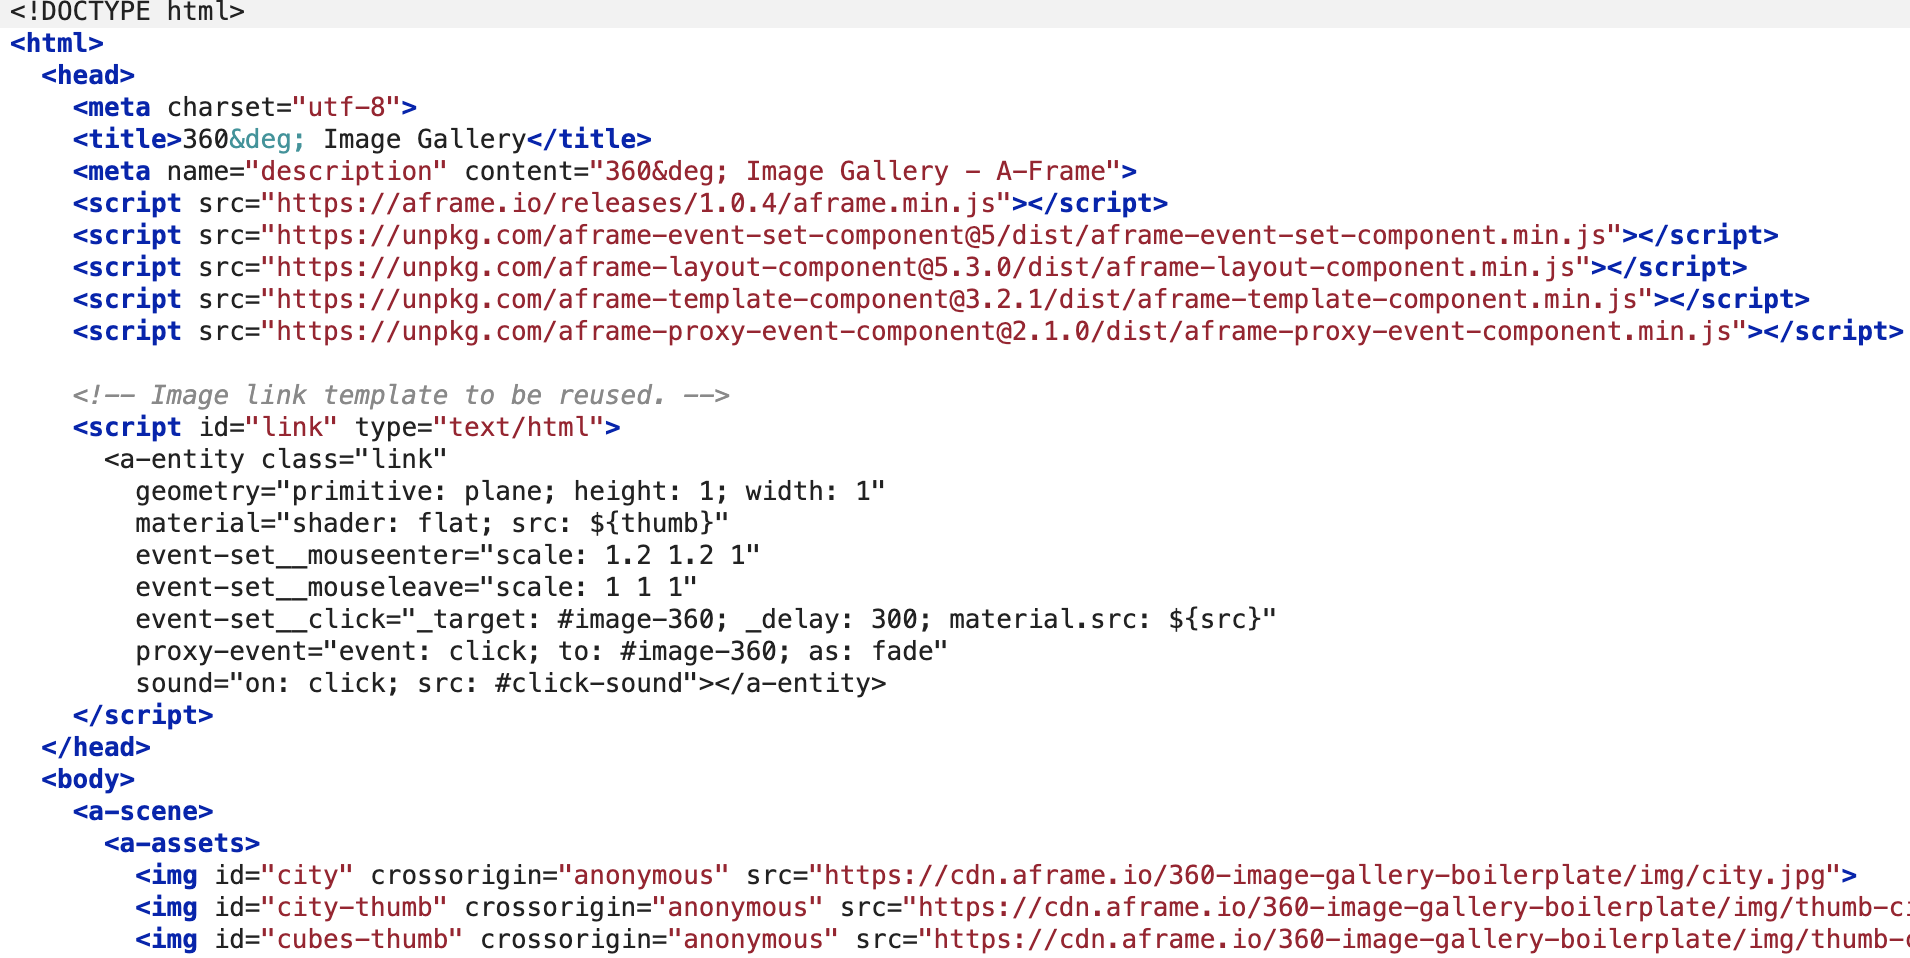 <!DOCTYPE html>
<html>
<head>
<meta charset="utf-8">
<title>360&deg; Image Gallery</title>
<meta name="description" content="360&deg; Image Gallery – A-Frame">
<script src="https://aframe.io/releases/1.0.4/aframe.min.js"></script>
<script src="https://unpkg.com/aframe-event-set-component@5/dist/aframe-event-set-component.min.js"></script>
<script src="https://unpkg.com/aframe-layout-component@5.3.0/dist/aframe-layout-component.min.js"></script>
<script src="https://unpkg.com/aframe-template-component@3.2.1/dist/aframe-template-component.min.js"></script>
<script src="https://unpkg.com/aframe-proxy-event-component@2.1.0/dist/aframe-proxy-event-component.min.js"></script>
<!-- Image link template to be reused. -->
<script id="link" type="text/html">
<a-entity class="link"
geometry="primitive: plane; height: 1; width: 1"
material="shader: flat; src: ${thumb}"
event-set__mouseenter="scale: 1.2 1.2 1"
event-set__mouseleave="scale: 1 1 1"
event-set__click="_target: #image-360; _delay: 300; material.src: ${src}"
proxy-event="event: click; to: #image-360; as: fade"
sound="on: click; src: #click-sound"></a-entity>
</script>
</head>
<body>
<a-scene>
<a-assets>
<img id="city" crossorigin="anonymous" src="https://cdn.aframe.io/360-image-gallery-boilerplate/img/city.jpg">
<img id="city-thumb" crossorigin="anonymous" src="https://cdn.aframe.io/360-image-gallery-boilerplate/img/thumb-ci
<img id="cubes-thumb" crossorigin="anonymous" src="https://cdn.aframe.io/360-image-gallery-boilerplate/img/thumb-